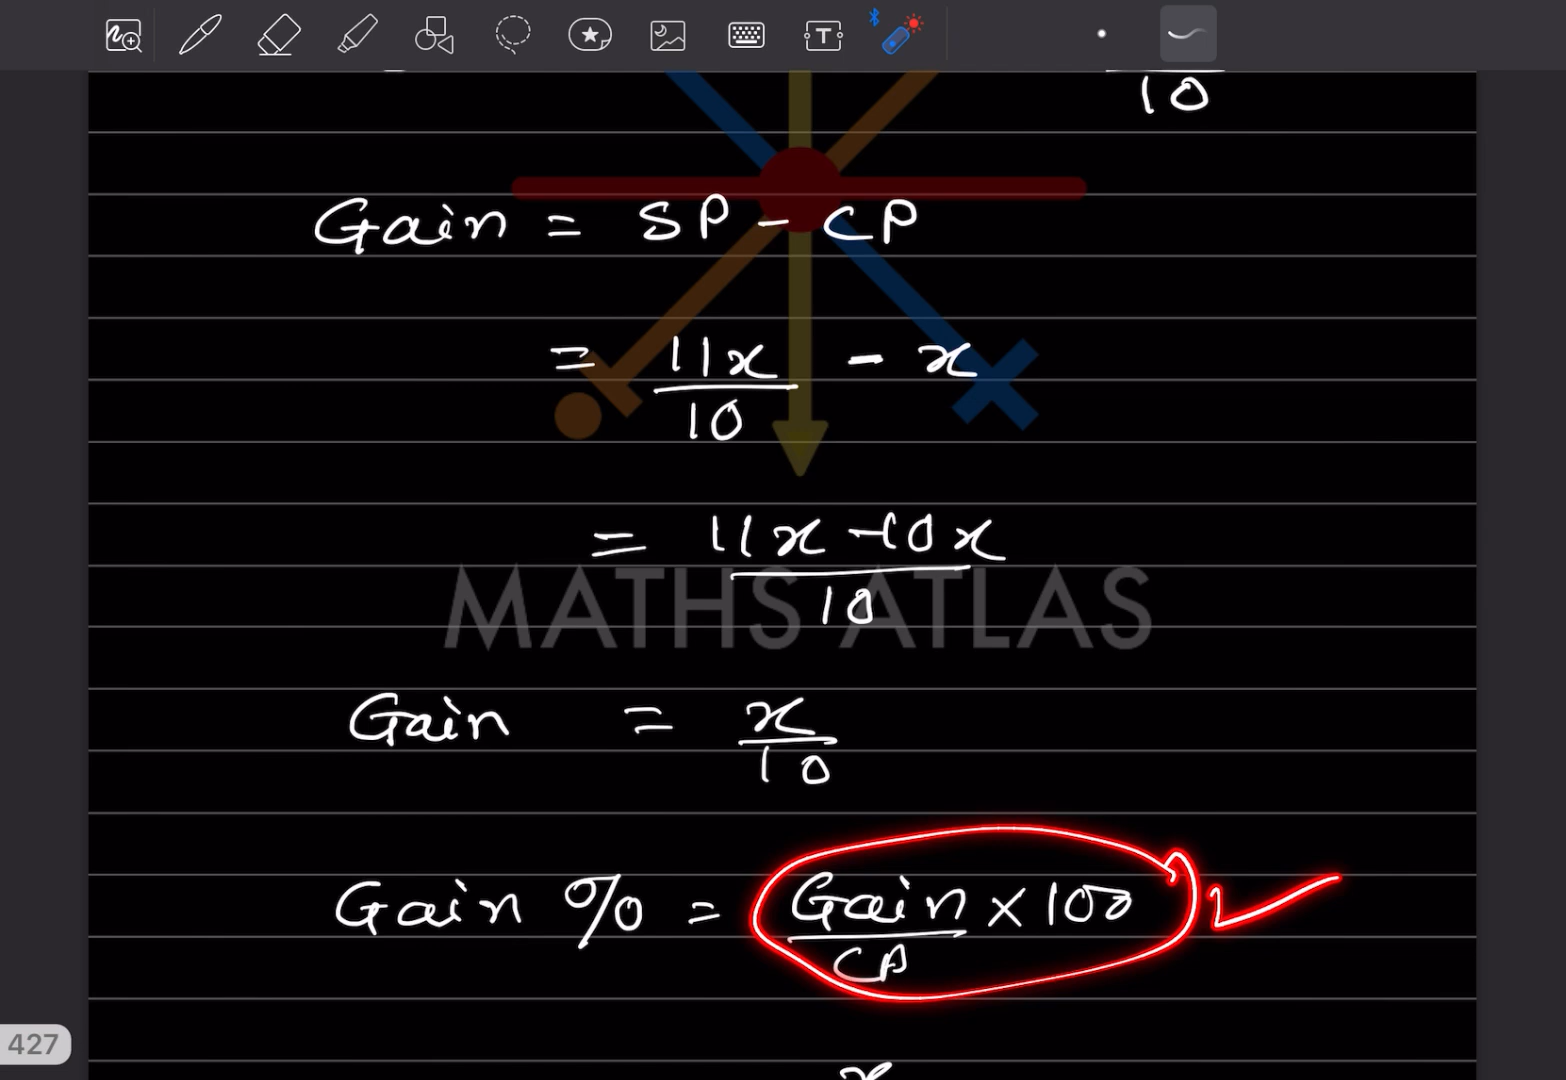 10
Gain = SP - CP
= 11x/10 - x
= 11x-10x/10
MATHS ATLAS
Gain = x/10
Gain % = Gain/CP × 100
427
x